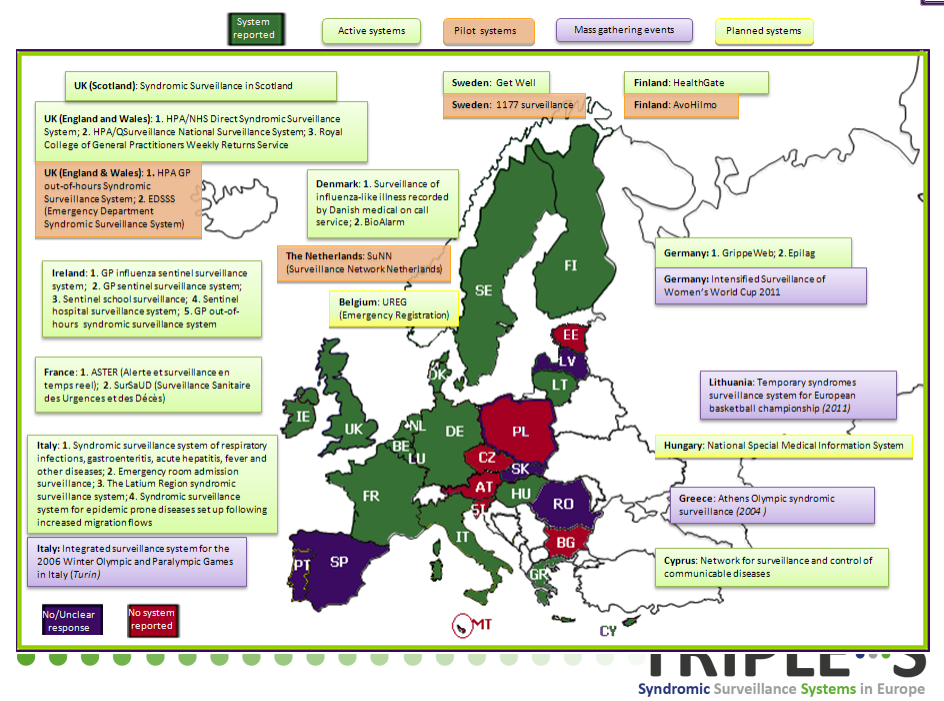 System
reported
Active systems
Pilot systems
Mass gathering events
Planned systems
UK (Scotland): Syndromic Surveillance in Scotland
UK (England and Wales): 1. HPA/NHS Direct Syndromic Surveillance
System; 2. HPA/QSurveillance National Surveillance System; 3. Royal
College of General Practitioners Weekly Returns Service
UK (England & Wales): 1. HPA GP
out-of-hours Syndromic
Surveillance System; 2. EDSSS
(Emergency Department
Syndromic Surveillance System)
Sweden: Get Well
Sweden: 1177 surveillance
Finland: HealthGate
Finland: AvoHilmo
Denmark: 1. Surveillance of
influenza-like illness recorded
by Danish medical on call
service; 2. BioAlarm
The Netherlands: SuNN
(Surveillance Network Netherlands)
Belgium: UREG
(Emergency Registration)
Germany: 1. GrippeWeb; 2. Epilag
Germany: Intensified Surveillance of
Women's World Cup 2011
Ireland: 1. GP influenza sentinel surveillance
system; 2. GP sentinel surveillance system;
3. Sentinel school surveillance; 4. Sentinel
hospital surveillance system; 5. GP out-of-
hours syndromic surveillance system
France: 1. ASTER (Alerte et surveillance en
temps reel); 2. SurSaUD (Surveillance Sanitaire
des Urgences et des Décès)
Lithuania: Temporary syndromes
surveillance system for European
basketball championship (2011)
Hungary: National Special Medical Information System
Italy: 1. Syndromic surveillance system of respiratory
infections, gastroenteritis, acute hepatitis, fever and
other diseases; 2. Emergency room admission
surveillance; 3. The Latium Region syndromic
surveillance system; 4. Syndromic surveillance
system for epidemic prone diseases set up following
increased migration flows
Italy: Integrated surveillance system for the
2006 Winter Olympic and Paralympic Games
in Italy (Turin)
Greece: Athens Olympic syndromic
surveillance (2004 )
Cyprus: Network for surveillance and control of
communicable diseases
FI
SE
EE
LV
LT
DK
IE
UK
NL
BE
LU
DE
PL
CZ
SK
AT
HU
RO
FR
SI
IT
BG
PT
SP
GR
MT
CY
No/Unclear
response
No system
reported
TRIPLE S
Syndromic Surveillance Systems in Europe